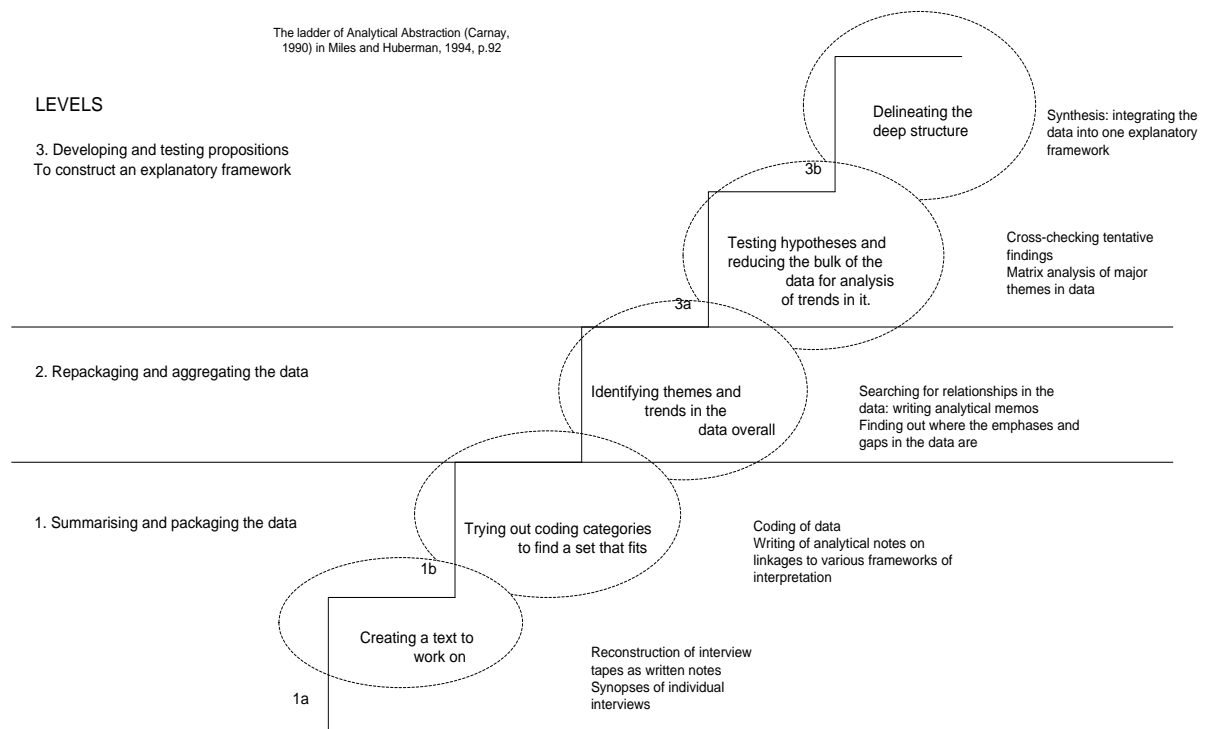 The ladder of Analytical Abstraction (Carnay,
1990) in Miles and Huberman, 1994, p.92
LEVELS
3. Developing and testing propositions
To construct an explanatory framework
Delineating the
deep structure
Synthesis: integrating the
data into one explanatory
framework
3b
Testing hypotheses and
reducing the bulk of the
data for analysis
of trends in it.
Cross-checking tentative
findings
Matrix analysis of major
themes in data
3a
2. Repackaging and aggregating the data
Identifying themes and
trends in the
data overall
Searching for relationships in the
data: writing analytical memos
Finding out where the emphases and
gaps in the data are
1. Summarising and packaging the data
Trying out coding categories
to find a set that fits
Coding of data
Writing of analytical notes on
linkages to various frameworks of
interpretation
1b
Creating a text to
work on
Reconstruction of interview
tapes as written notes
Synopses of individual
interviews
1a